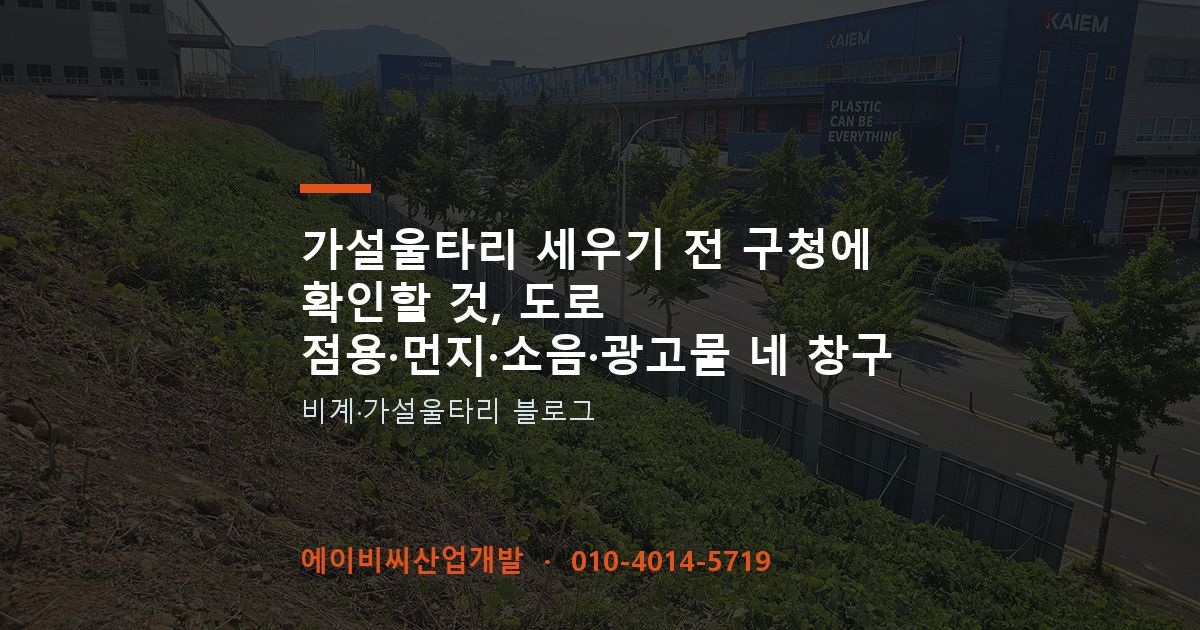 KAIEM
KAIEM
PLASTIC
CAN BE
EVERYTHING
가설울타리 세우기 전 구청에
확인할 것, 도로
점용·먼지·소음·광고물 네 창구
비계·가설울타리 블로그
에이비씨산업개발 · 010-4014-5719